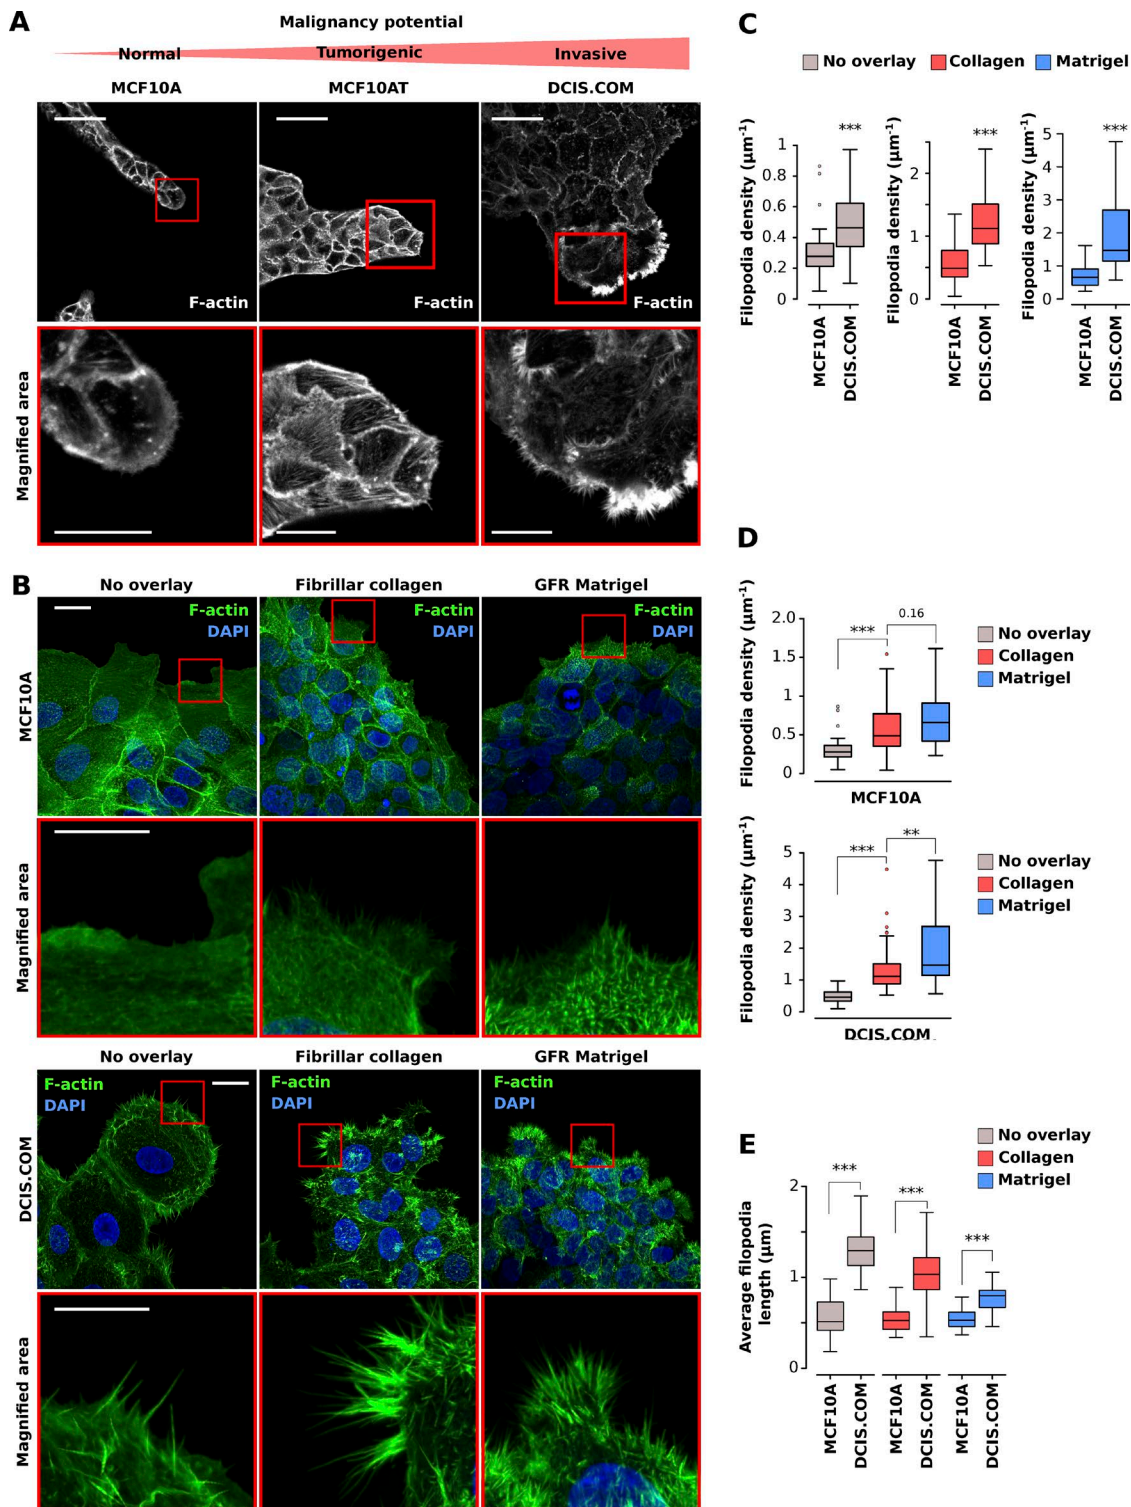 A
Malignancy potential
Normal
Tumorigenic
Invasive
MCF10A
MCF10AT
DCIS.COM
F-actin
F-actin
F-actin
Magnified area
B
No overlay
Fibrillar collagen
GFR Matrigel
MCF10A
F-actin
DAPI
F-actin
DAPI
F-actin
DAPI
Magnified area
No overlay
Fibrillar collagen
GFR Matrigel
DCIS.COM
F-actin
DAPI
F-actin
DAPI
F-actin
DAPI
Magnified area
C
No overlay
Collagen
Matrigel
Filopodia density (µm⁻¹)
1
0.8
0.6
0.4
0.2
0
***
MCF10A
DCIS.COM
Filopodia density (µm⁻¹)
2.5
2
1.5
1
0.5
0
***
MCF10A
DCIS.COM
Filopodia density (µm⁻¹)
5
4
3
2
1
0
***
MCF10A
DCIS.COM
D
Filopodia density (µm⁻¹)
2.0
1.5
1
0.5
0
***
0.16
MCF10A
No overlay
Collagen
Matrigel
Filopodia density (µm⁻¹)
5
4
3
2
1
0
***
**
DCIS.COM
No overlay
Collagen
Matrigel
E
No overlay
Collagen
Matrigel
Average filopodia
length (µm)
2
1
0
***
***
***
MCF10A
DCIS.COM
MCF10A
DCIS.COM
MCF10A
DCIS.COM